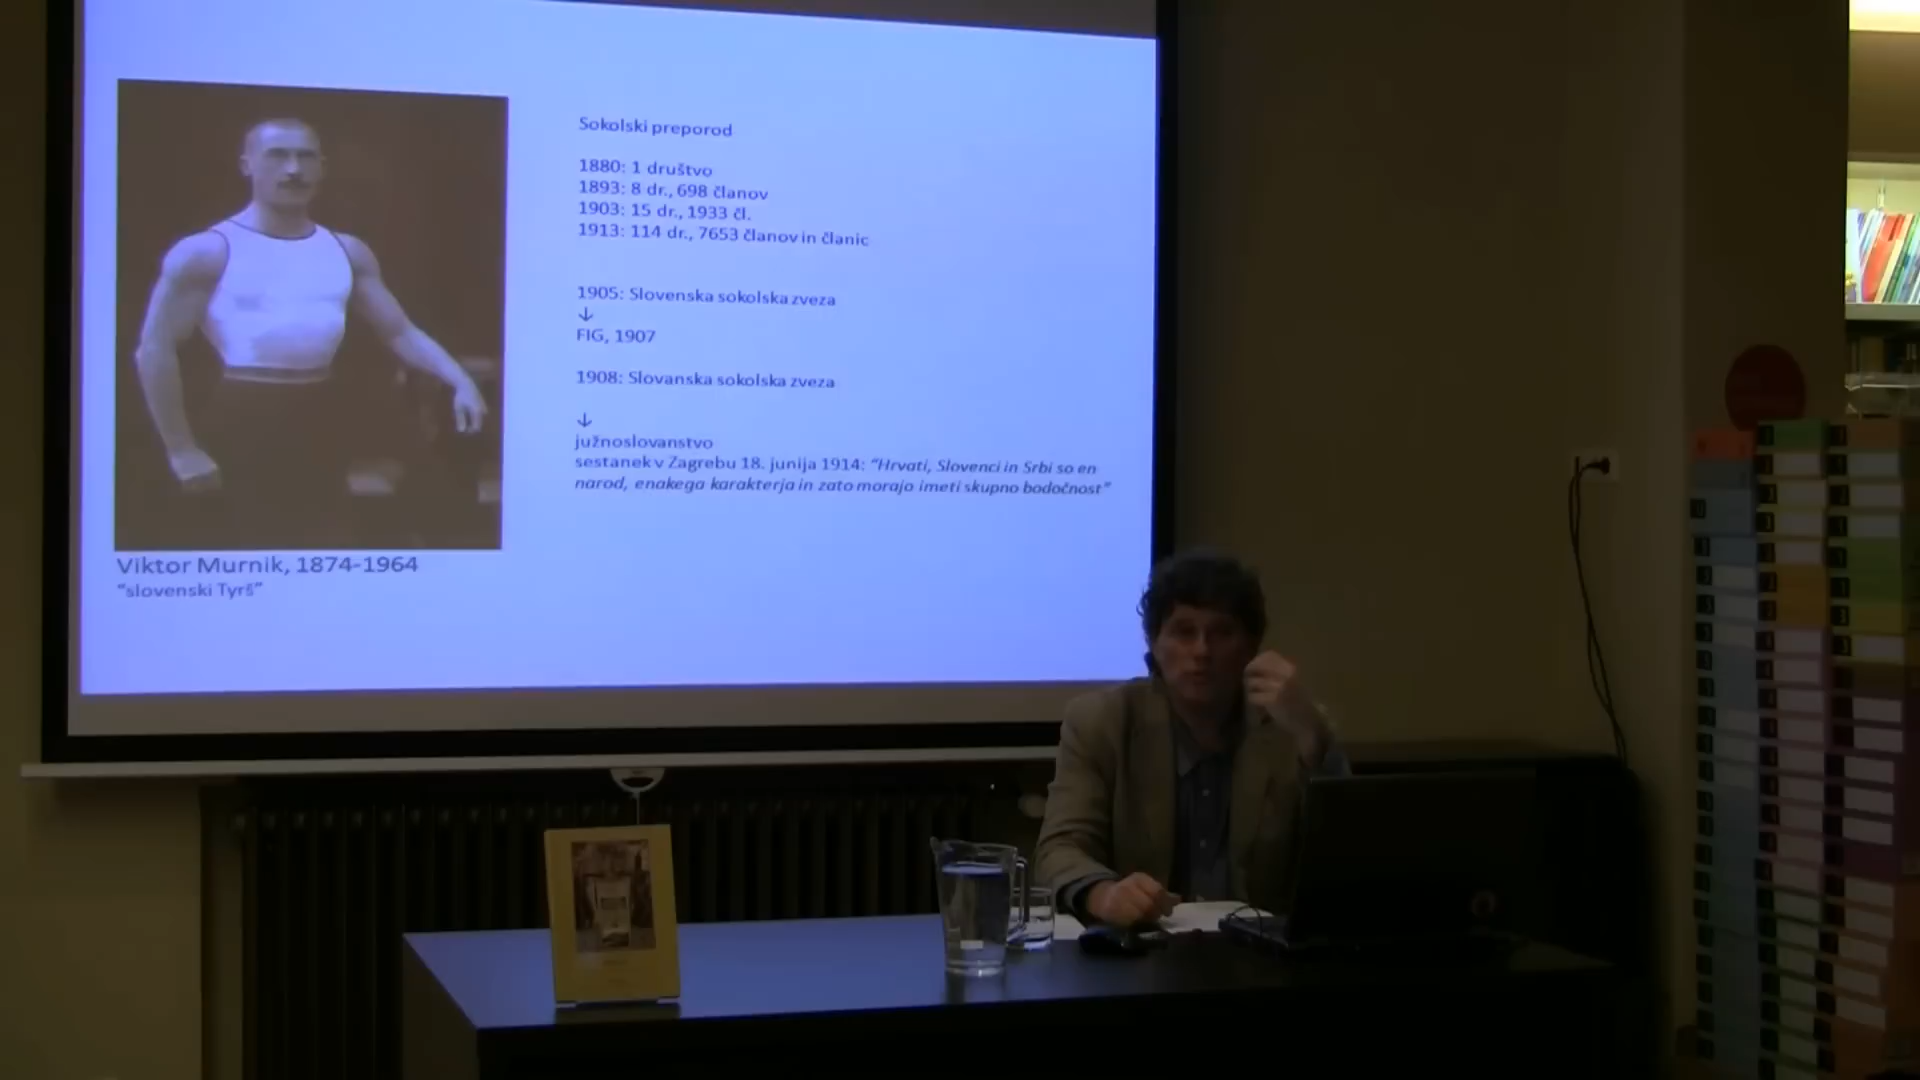 Sokolski preporod
1880: 1 društvo
1893: 8 dr., 698 članov
1903: 15 dr., 1933 čl.
1913: 114 dr., 7653 članov in članic
1905: Slovenska sokolska zveza
↓
FIG, 1907
1908: Slovanska sokolska zveza
↓
južnoslovanstvo
sestanek v Zagrebu 18. junija 1914: "Hrvati, Slovenci in Srbi so en
narod, enakega karakterja in zato morajo imeti skupno bodočnost"
Viktor Murnik, 1874-1964
"slovenski Tyrš"